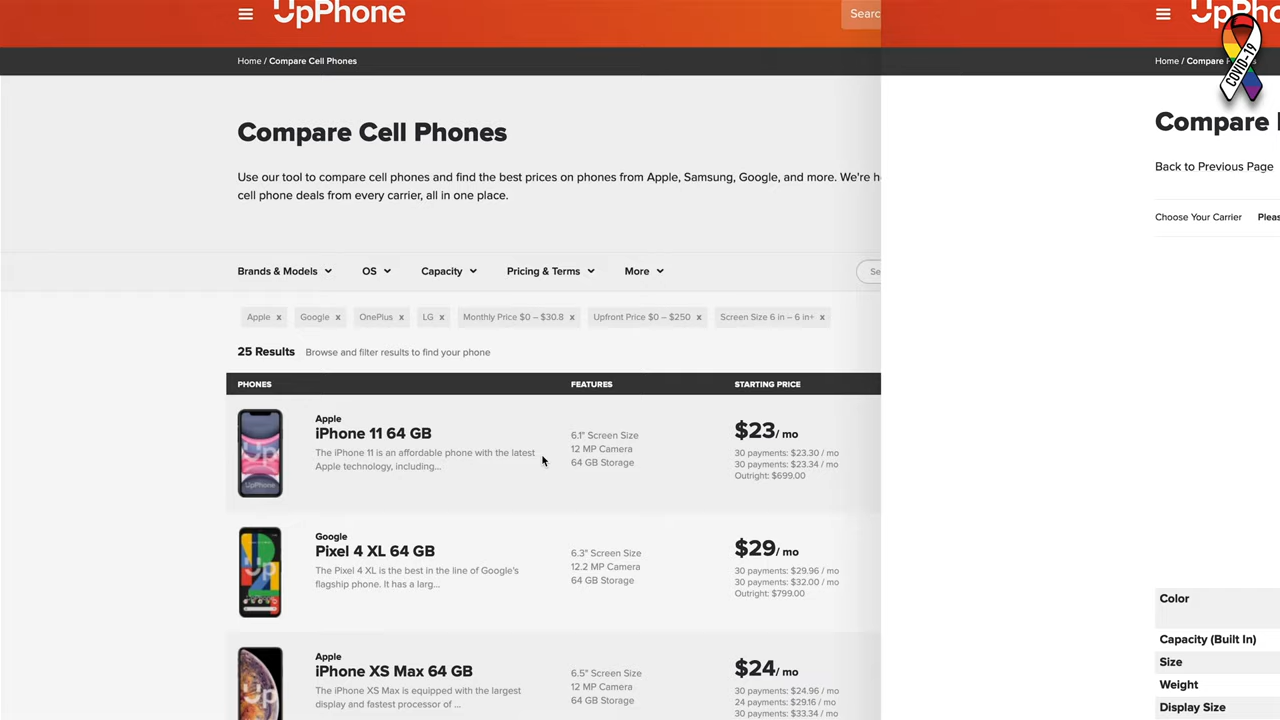 UpPhone
Searc
Home / Compare Cell Phones
Compare Cell Phones
Use our tool to compare cell phones and find the best prices on phones from Apple, Samsung, Google, and more. We're h
cell phone deals from every carrier, all in one place.
Brands & Models
OS
Capacity
Pricing & Terms
More
Se
Apple x
Google x
OnePlus x
LG x
Monthly Price $0 – $30.8 x
Upfront Price $0 – $250 x
Screen Size 6 in – 6 in+ x
25 Results
Browse and filter results to find your phone
PHONES
FEATURES
STARTING PRICE
Apple
iPhone 11 64 GB
The iPhone 11 is an affordable phone with the latest
Apple technology, including...
6.1" Screen Size
12 MP Camera
64 GB Storage
$23/ mo
30 payments: $23.30 / mo
30 payments: $23.34 / mo
Outright: $699.00
Google
Pixel 4 XL 64 GB
The Pixel 4 XL is the best in the line of Google's
flagship phone. It has a larg...
6.3" Screen Size
12.2 MP Camera
64 GB Storage
$29/ mo
30 payments: $29.96 / mo
30 payments: $32.00 / mo
Outright: $799.00
Apple
iPhone XS Max 64 GB
The iPhone XS Max is equipped with the largest
display and fastest processor of ...
6.5" Screen Size
12 MP Camera
64 GB Storage
$24/ mo
30 payments: $24.96 / mo
24 payments: $29.16 / mo
30 payments: $33.34 / mo
UpPho
COVID-19
Home / Compare
Compare
Back to Previous Page
Choose Your Carrier
Pleas
Color
Capacity (Built In)
Size
Weight
Display Size